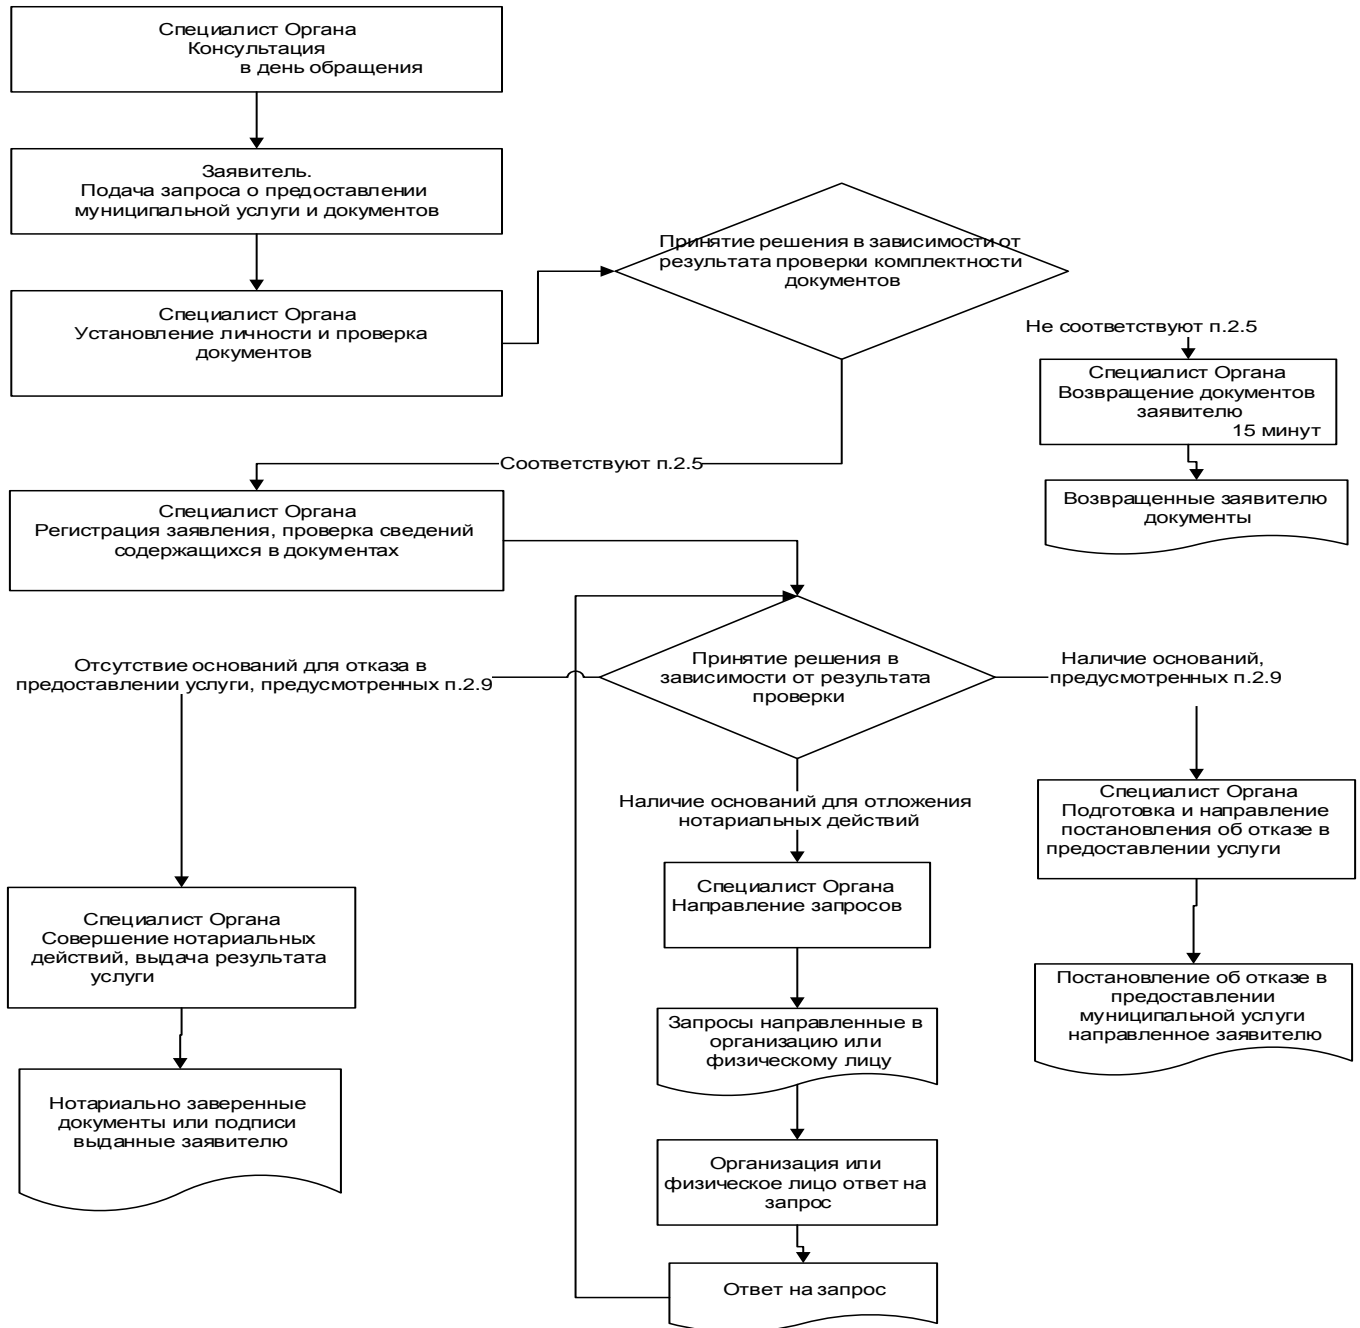 Специалист Органа
Консультация
в день обращения
Заявитель.
Подача запроса о предоставлении
муниципальной услуги и документов
Специалист Органа
Установление личности и проверка
документов
Принятие решения в зависимости от
результата проверки комплектности
документов
Не соответствуют п.2.5
Специалист Органа
Возвращение документов
заявителю
15 минут
Возвращенные заявителю
документы
Соответствуют п.2.5
Специалист Органа
Регистрация заявления, проверка сведений
содержащихся в документах
Принятие решения в
зависимости от результата
проверки
Отсутствие оснований для отказа в
предоставлении услуги, предусмотренных п.2.9
Наличие оснований,
предусмотренных п.2.9
Наличие оснований для отложения
нотариальных действий
Специалист Органа
Подготовка и направление
постановления об отказе в
предоставлении услуги
Специалист Органа
Направление запросов
Специалист Органа
Совершение нотариальных
действий, выдача результата
услуги
Постановление об отказе в
предоставлении
муниципальной услуги
направленное заявителю
Запросы направленные в
организацию или
физическому лицу
Нотариально заверенные
документы или подписи
выданные заявителю
Организация или
физическое лицо ответ на
запрос
Ответ на запрос